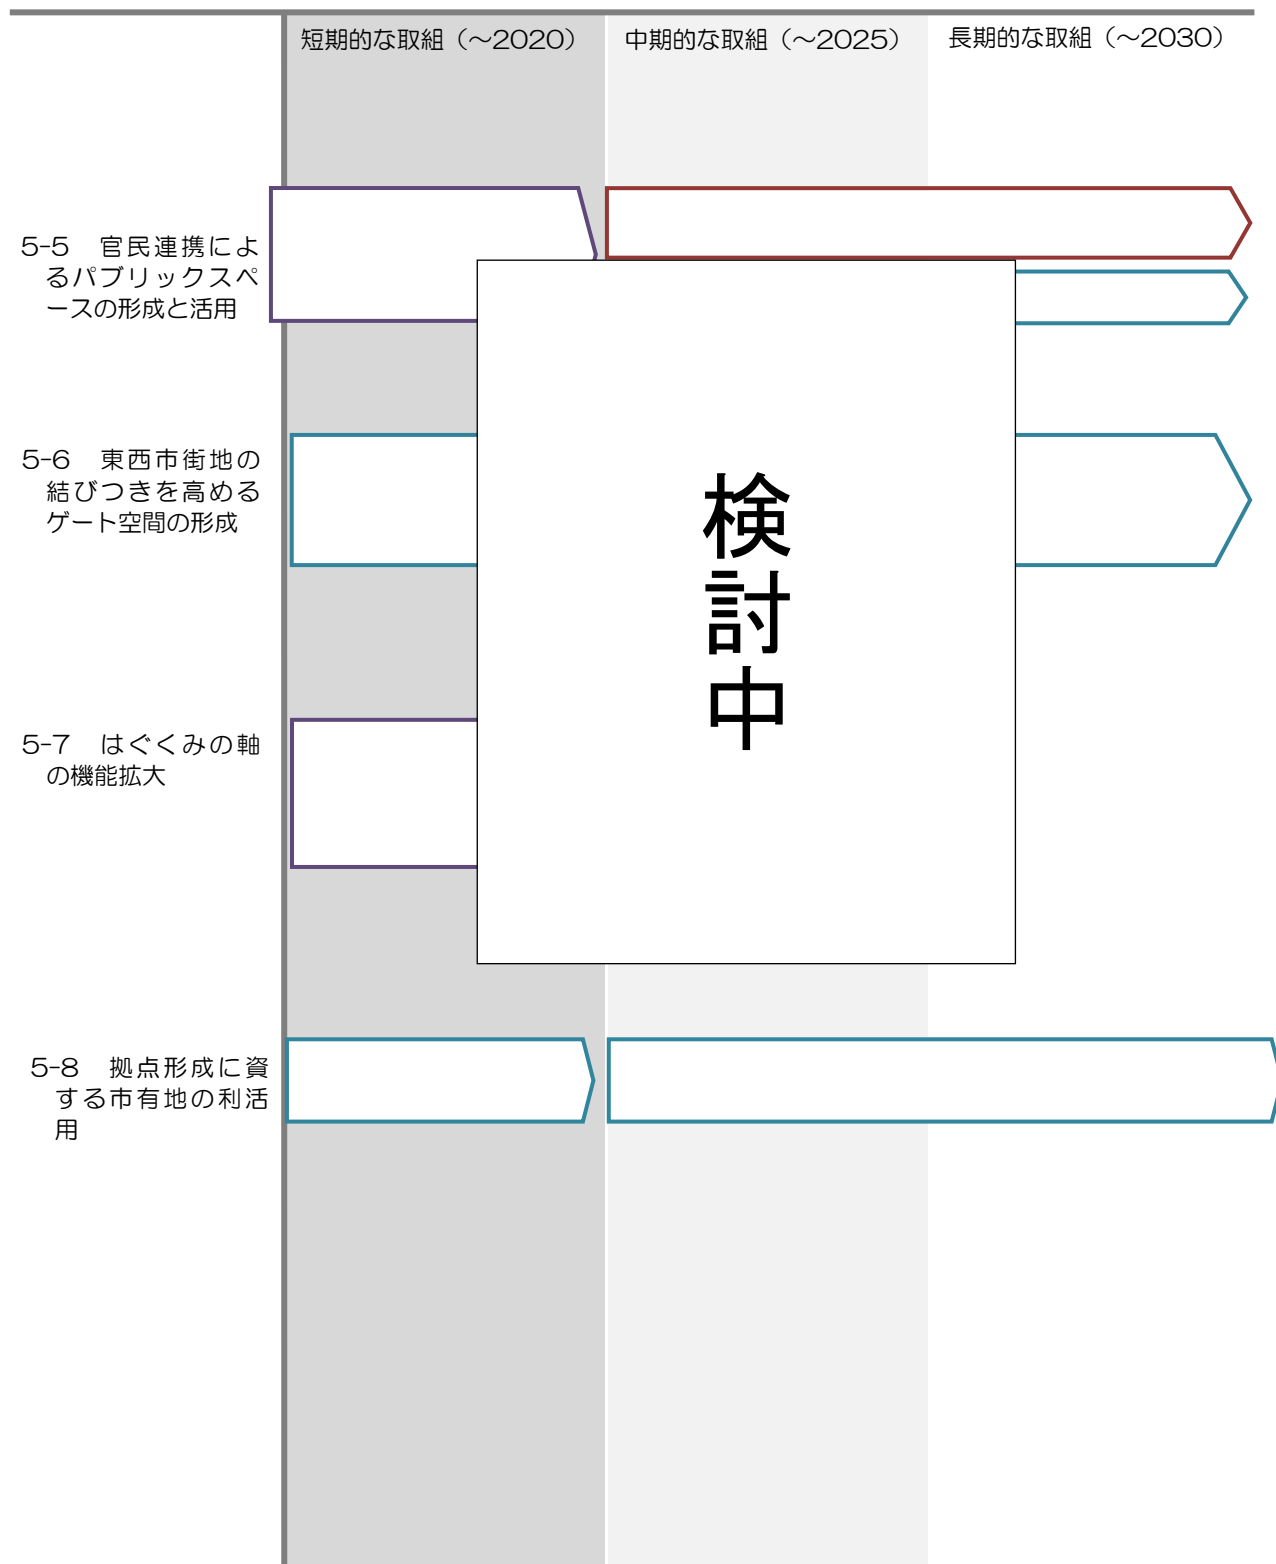 短期的な取組（～2020）
中期的な取組（～2025）
長期的な取組（～2030）
5-5　官民連携によ
るパブリックスペ
ースの形成と活用
5-6　東西市街地の
結びつきを高める
ゲート空間の形成
検討中
5-7　はぐくみの軸
の機能拡大
5-8　拠点形成に資
する市有地の利活
用